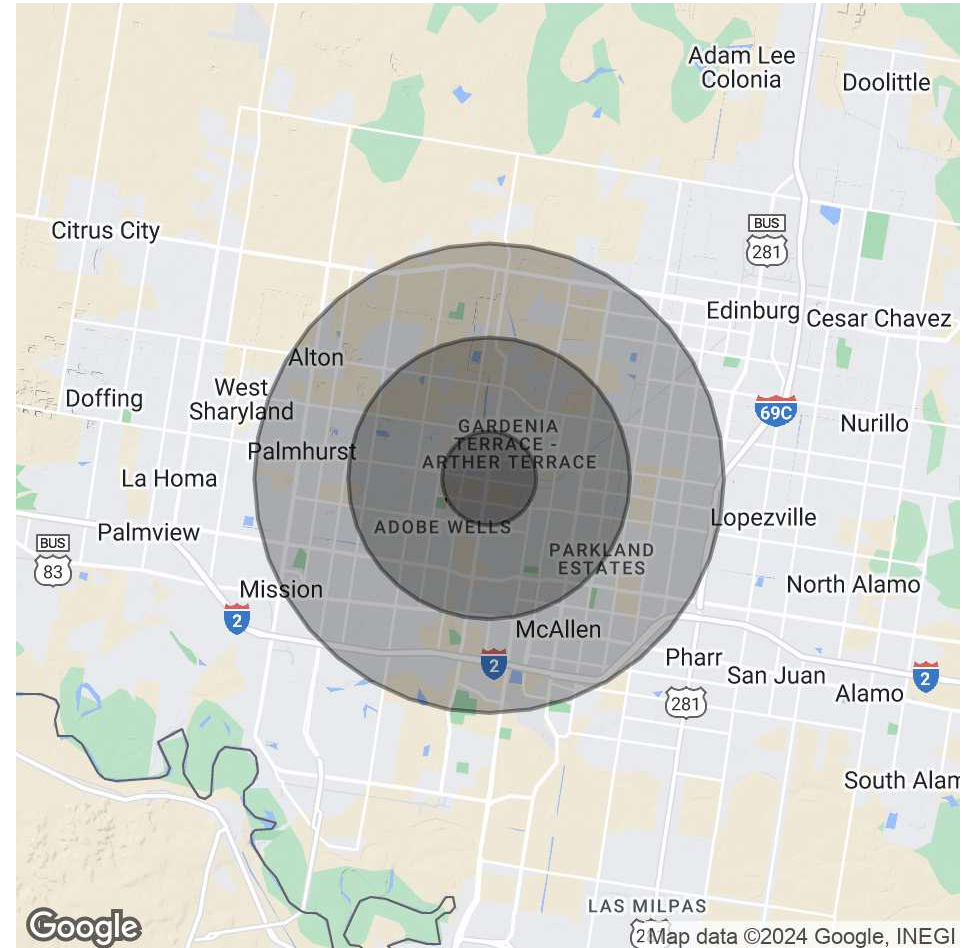 Adam Lee
Colonia
Doolittle
Citrus City
BUS
281
Edinburg
Cesar Chavez
Alton
West
Sharyland
Doffing
69C
Nurillo
GARDENIA
TERRACE -
ARTHER TERRACE
Palmhurst
La Homa
Lopezville
Palmview
ADOBE WELLS
BUS
83
PARKLAND
ESTATES
North Alamo
Mission
2
McAllen
2
Pharr
San Juan
2
Alamo
281
South Alam
LAS MILPAS
Google
Map data ©2024 Google, INEGI